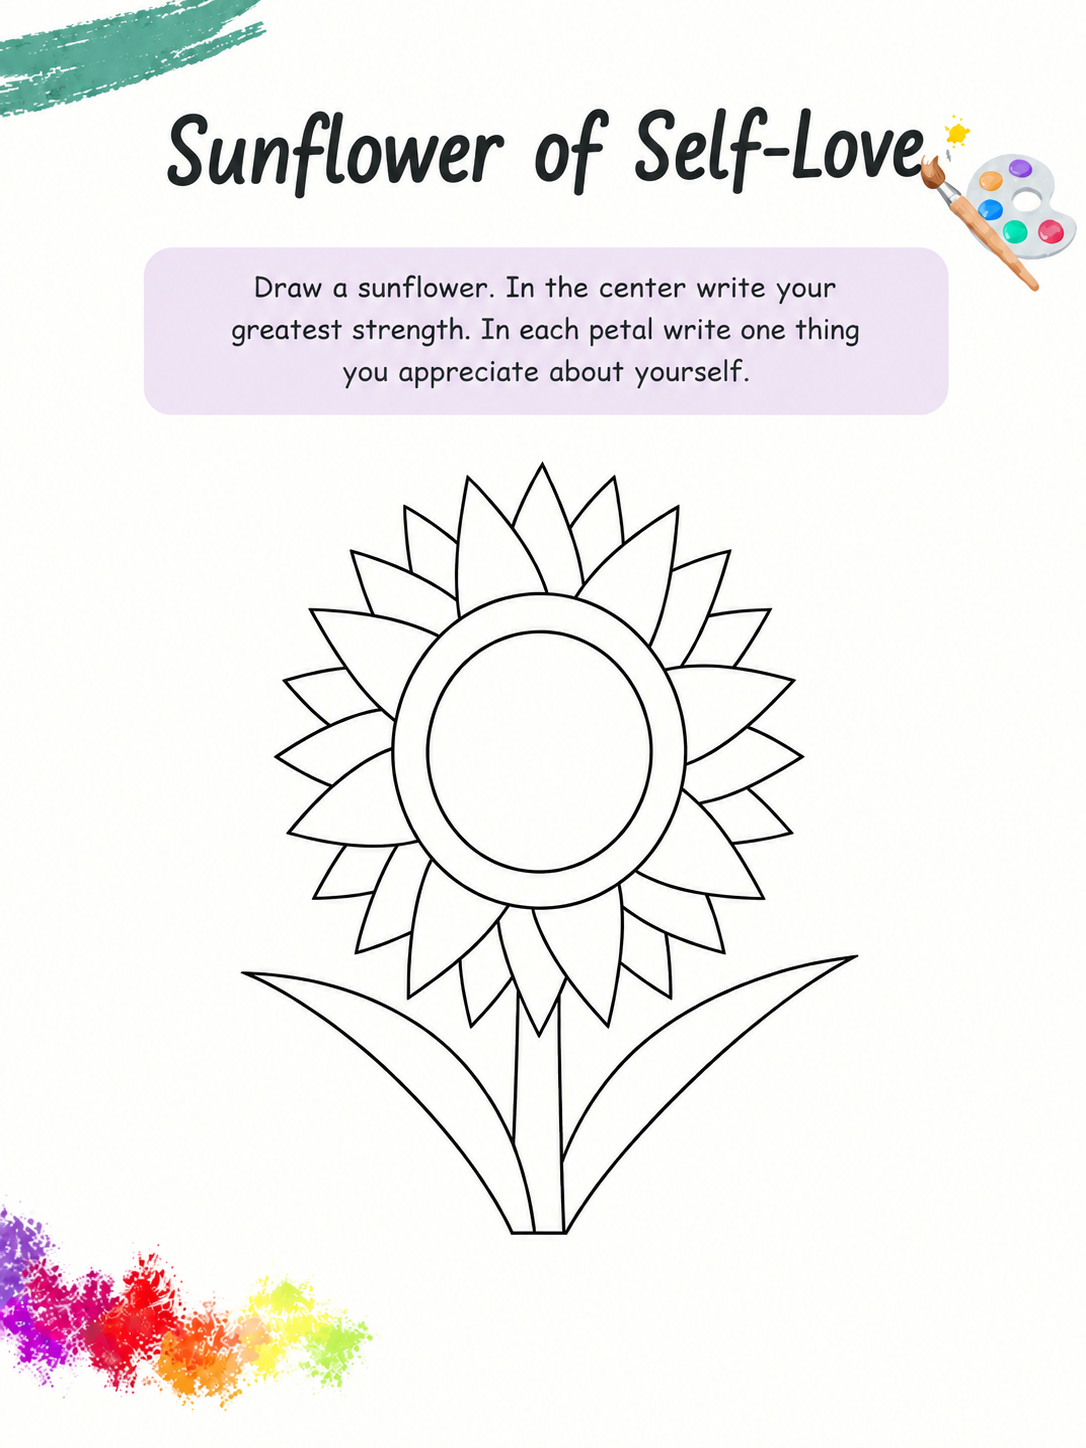 Sunflower of Self-Love
Draw a sunflower. In the center write your
greatest strength. In each petal write one thing
you appreciate about yourself.